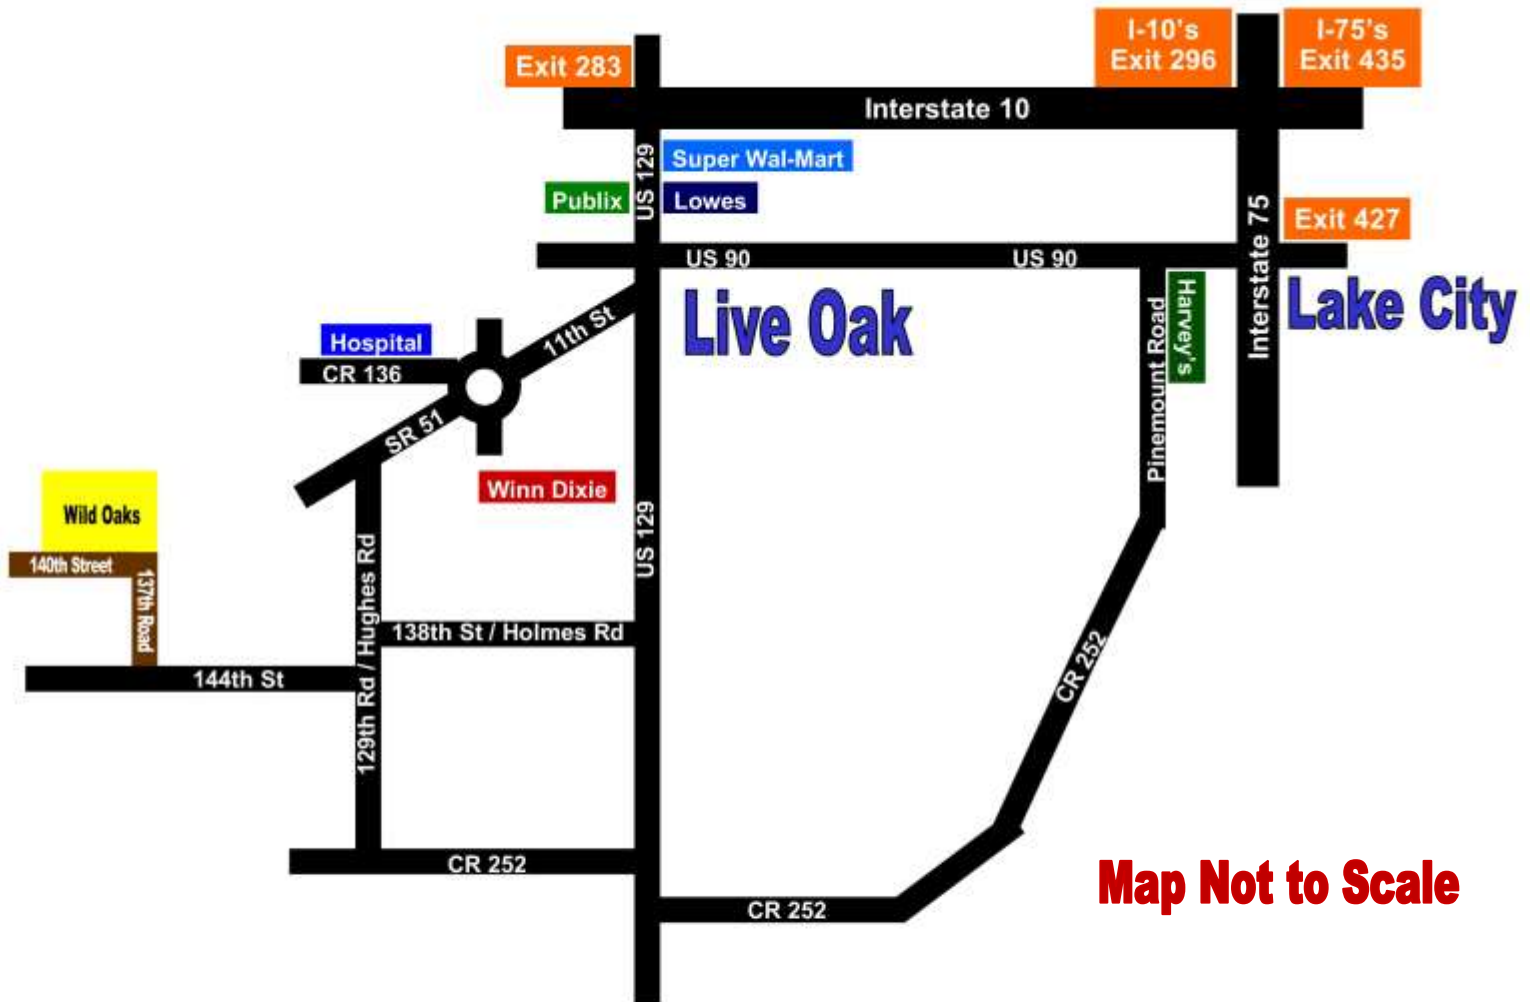 I-10's
Exit 296
I-75's
Exit 435
Exit 283
Interstate 10
US 129
Super Wal-Mart
Publix
Lowes
Interstate 75
Exit 427
US 90
US 90
Live Oak
Lake City
Harvey's
Pinemount Road
11th St
Hospital
CR 136
SR 51
Winn Dixie
Wild Oaks
140th Street
137th Road
US 129
129th Rd / Hughes Rd
138th St / Holmes Rd
144th St
CR 252
CR 252
CR 252
Map Not to Scale